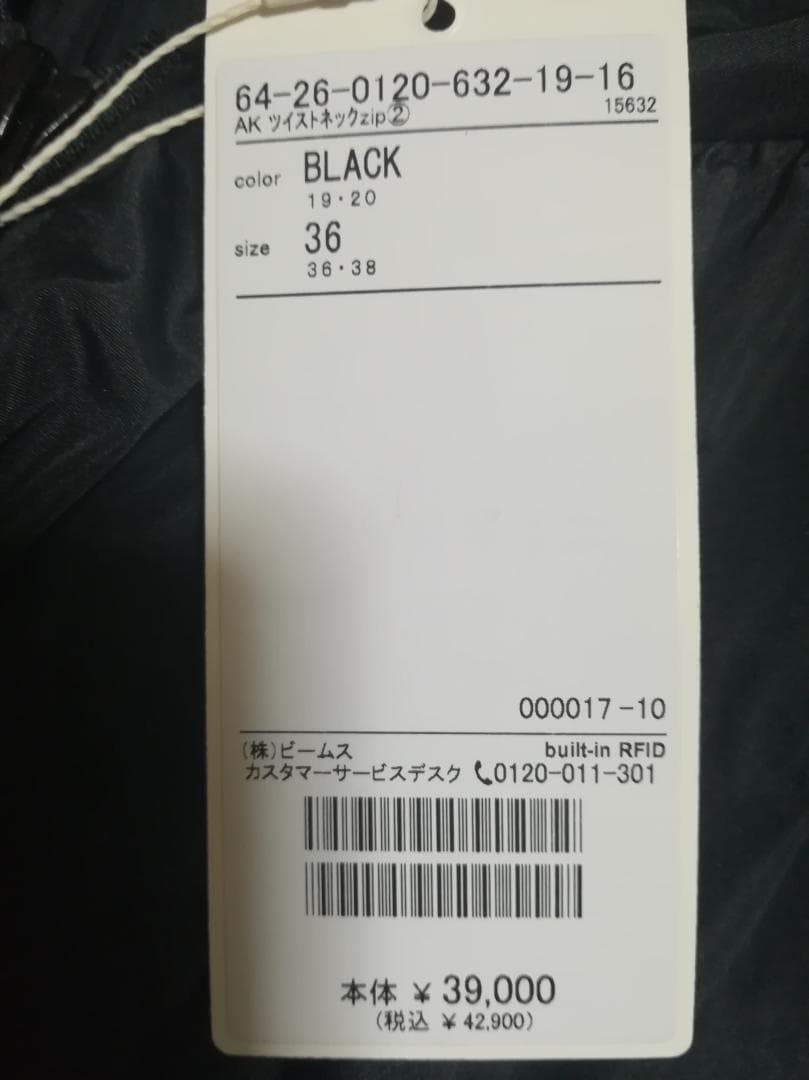 64-26-0120-632-19-16
AK ツイストネックzip② 15632
color BLACK
19・20
size 36
36・38
000017-10
(株)ビームス built-in RFID
カスタマーサービスデスク 📞0120-011-301
本体 ¥ 39,000
(税込 ¥ 42,900)